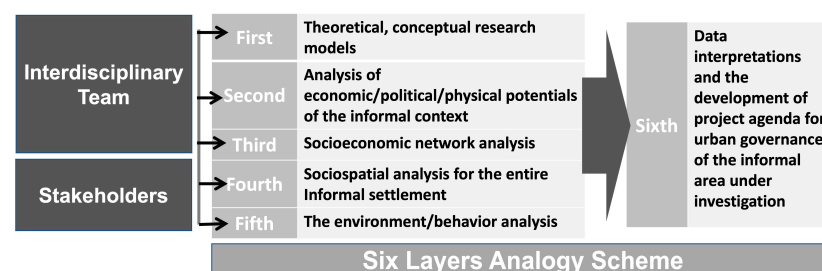 Interdisciplinary
Team
Stakeholders
First
Theoretical, conceptual research
models
Second
Analysis of
economic/political/physical potentials
of the informal context
Third
Socioeconomic network analysis
Fourth
Sociospatial analysis for the entire
Informal settlement
Fifth
The environment/behavior analysis
Sixth
Data
interpretations
and the
development of
project agenda for
urban governance
of the informal
area under
investigation
Six Layers Analogy Scheme